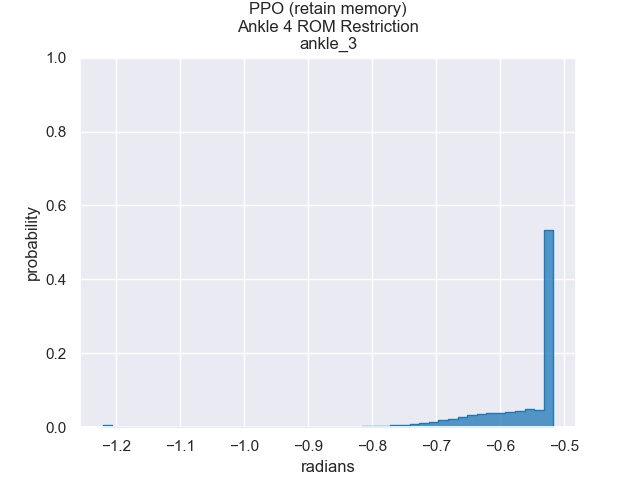 PPO (retain memory)
Ankle 4 ROM Restriction
ankle_3
1.0
0.8
0.6
0.4
0.2
0.0
probability
−1.2 −1.1 −1.0 −0.9 −0.8 −0.7 −0.6 −0.5
radians